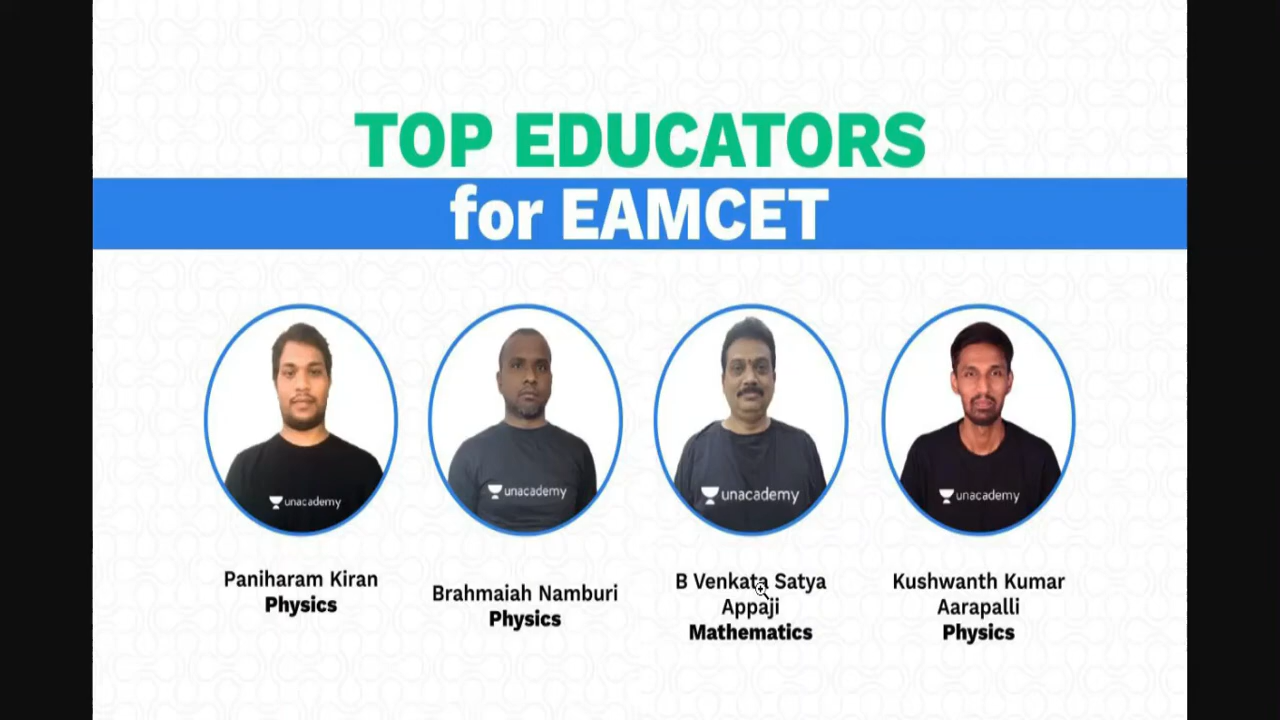 TOP EDUCATORS
for EAMCET
unacademy
unacademy
unacademy
unacademy
Paniharam Kiran
Physics
Brahmaiah Namburi
Physics
B Venkata Satya
Appaji
Mathematics
Kushwanth Kumar
Aarapalli
Physics